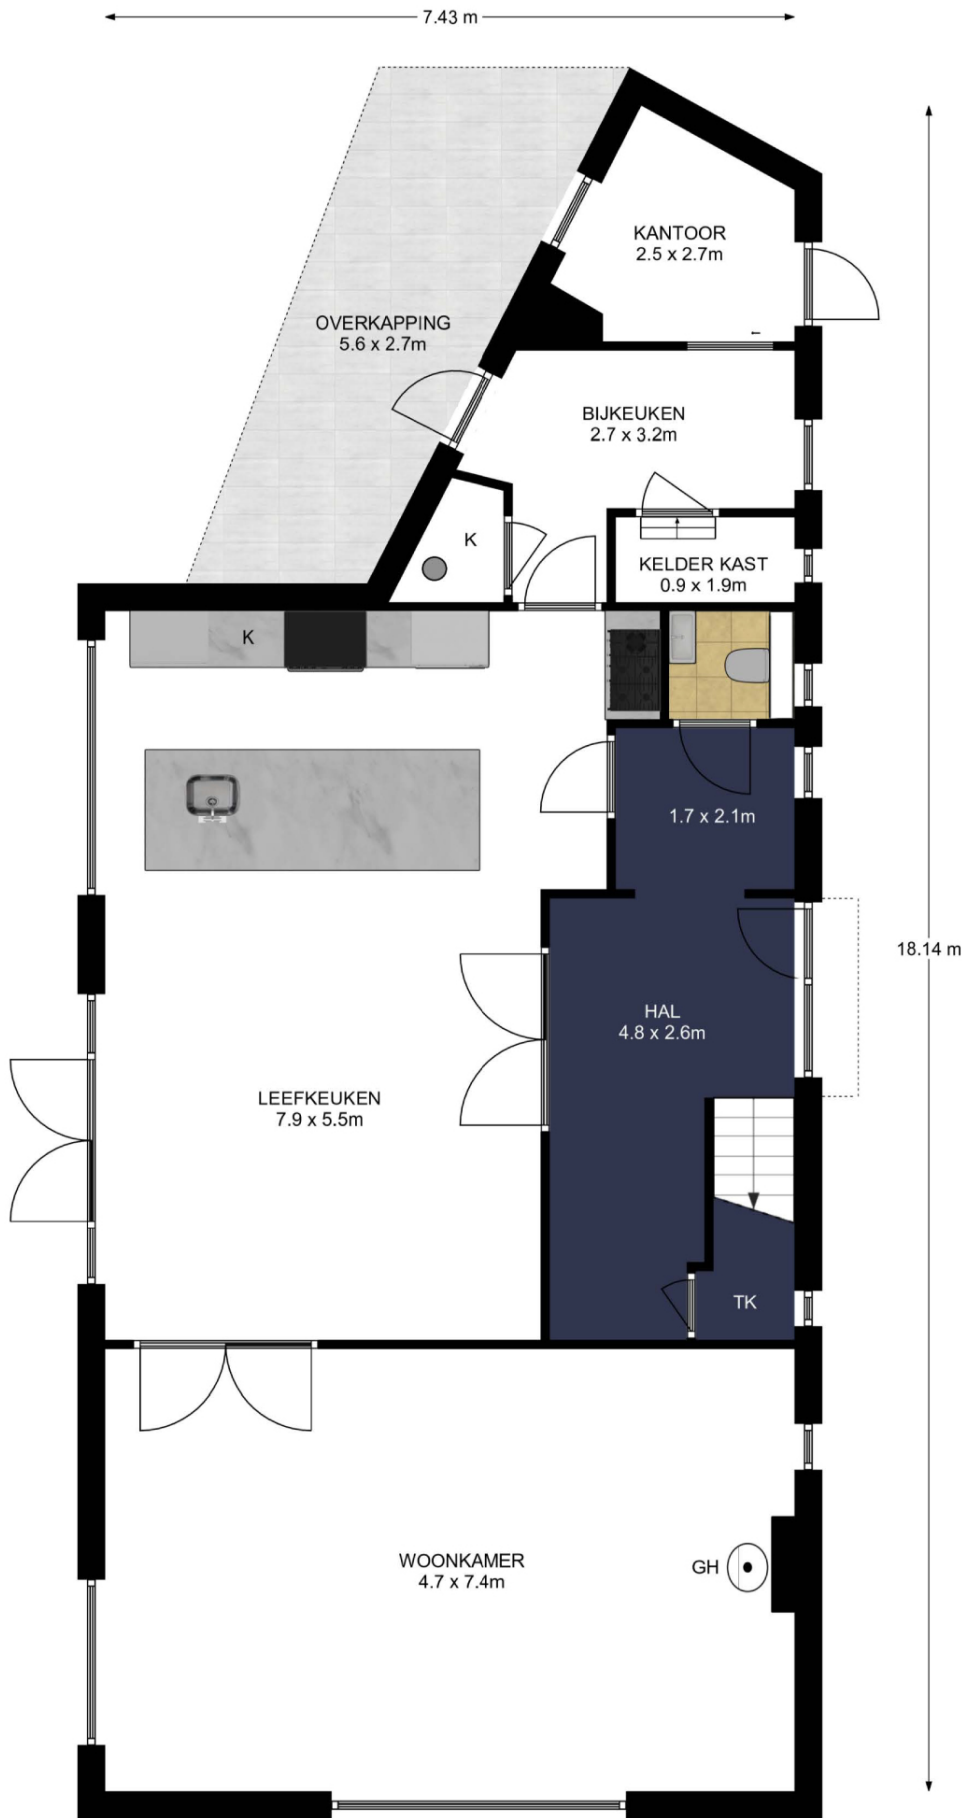 7.43 m
KANTOOR
2.5 x 2.7m
OVERKAPPING
5.6 x 2.7m
BIJKEUKEN
2.7 x 3.2m
K
KELDER KAST
0.9 x 1.9m
K
1.7 x 2.1m
18.14 m
HAL
4.8 x 2.6m
LEEFKEUKEN
7.9 x 5.5m
TK
WOONKAMER
4.7 x 7.4m
GH